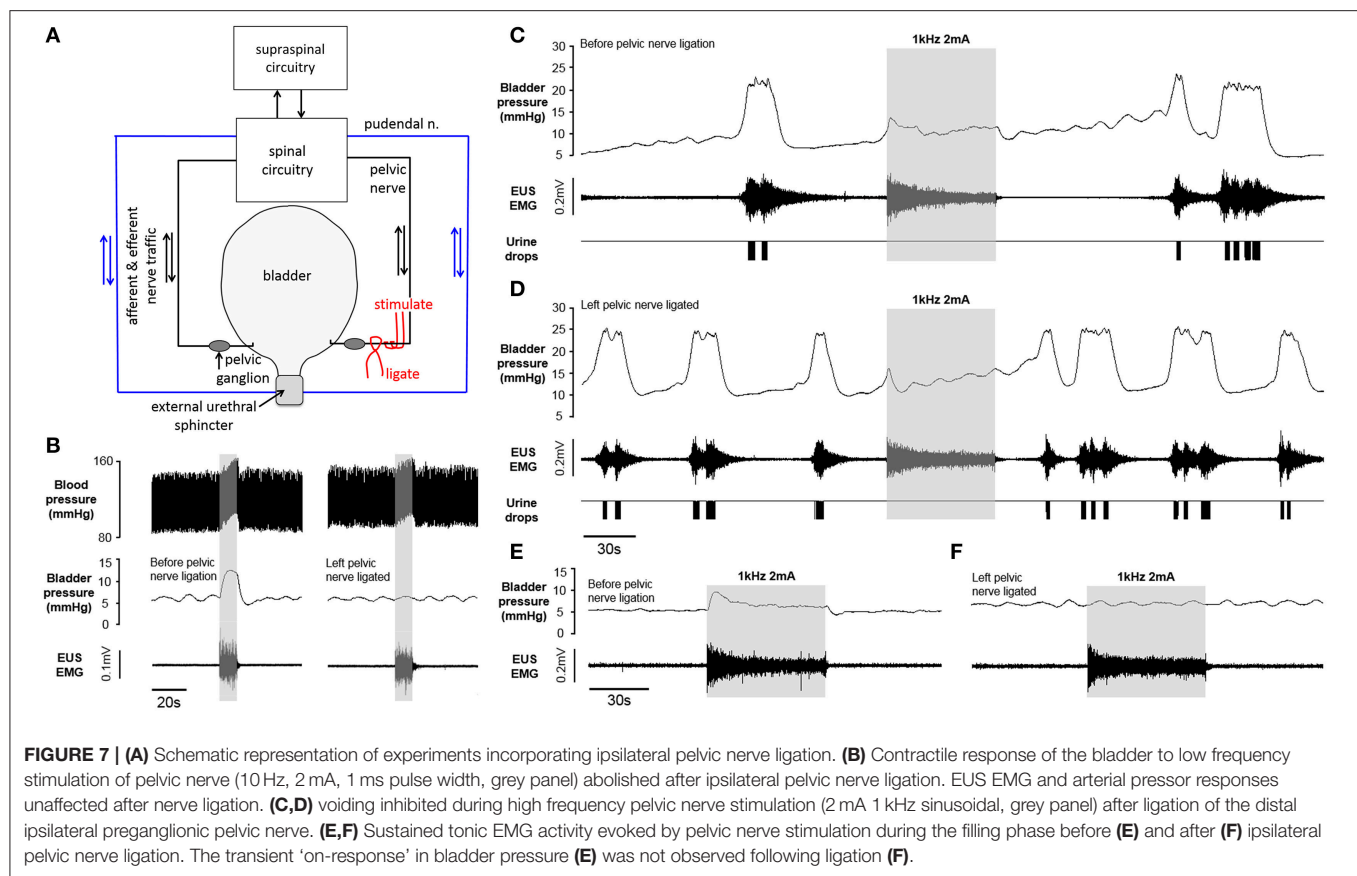 A
supraspinal
circuitry
pudendal n.
spinal
circuitry
pelvic
nerve
afferent & efferent
nerve traffic
bladder
stimulate
pelvic
ganglion
ligate
external urethral
sphincter
B
160
Blood
pressure
(mmHg)
80
Before pelvic
nerve ligation
Left pelvic
nerve ligated
15
Bladder
pressure
(mmHg)
10
5
0
EUS
EMG
0.1mV
20s
C
1kHz 2mA
Before pelvic nerve ligation
30
25
Bladder
pressure
(mmHg)
20
15
10
5
EUS
EMG
0.2mV
Urine
drops
D
1kHz 2mA
Left pelvic nerve ligated
30
25
Bladder
pressure
(mmHg)
20
15
10
5
EUS
EMG
0.2mV
Urine
drops
30s
E
1kHz 2mA
Before pelvic
nerve ligation
15
Bladder
pressure
(mmHg)
10
5
0
EUS
EMG
0.2mV
30s
F
Left pelvic
nerve ligated
1kHz 2mA
FIGURE 7 | (A) Schematic representation of experiments incorporating ipsilateral pelvic nerve ligation. (B) Contractile response of the bladder to low frequency
stimulation of pelvic nerve (10 Hz, 2 mA, 1 ms pulse width, grey panel) abolished after ipsilateral pelvic nerve ligation. EUS EMG and arterial pressor responses
unaffected after nerve ligation. (C,D) voiding inhibited during high frequency pelvic nerve stimulation (2 mA 1 kHz sinusoidal, grey panel) after ligation of the distal
ipsilateral preganglionic pelvic nerve. (E,F) Sustained tonic EMG activity evoked by pelvic nerve stimulation during the filling phase before (E) and after (F) ipsilateral
pelvic nerve ligation. The transient ‘on-response’ in bladder pressure (E) was not observed following ligation (F).